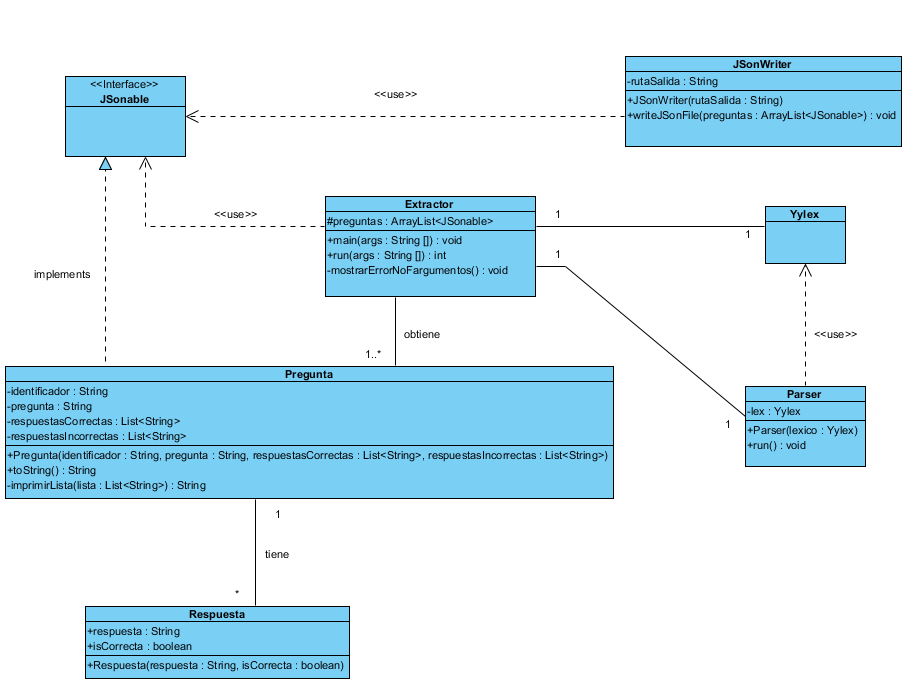 JSonWriter
-rutaSalida : String
+JSonWriter(rutaSalida : String)
+writeJSonFile(preguntas : ArrayList<JSonable>) : void
<<Interface>>
JSonable
<<use>>
Extractor
#preguntas : ArrayList<JSonable>
+main(args : String []) : void
+run(args : String []) : int
-mostrarErrorNoFargumentos() : void
<<use>>
1
1
Yylex
1
implements
obtiene
1..*
<<use>>
Pregunta
-identificador : String
-pregunta : String
-respuestasCorrectas : List<String>
-respuestasIncorrectas : List<String>
+Pregunta(identificador : String, pregunta : String, respuestasCorrectas : List<String>, respuestasIncorrectas : List<String>)
+toString() : String
-imprimirLista(lista : List<String>) : String
Parser
-lex : Yylex
+Parser(lexico : Yylex)
+run() : void
1
1
tiene
*
Respuesta
+respuesta : String
+isCorrecta : boolean
+Respuesta(respuesta : String, isCorrecta : boolean)